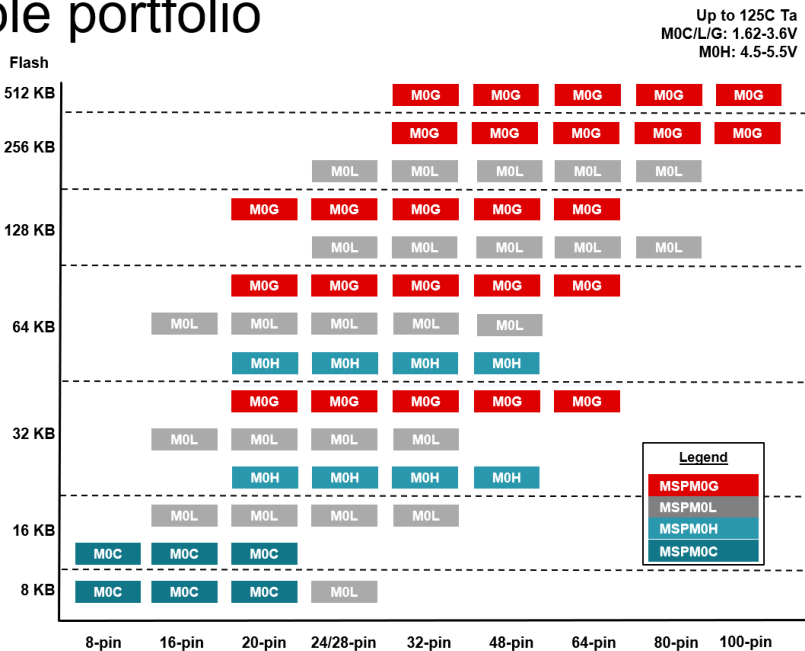 ple portfolio
Up to 125C Ta
M0C/L/G: 1.62-3.6V
M0H: 4.5-5.5V
Flash
512 KB M0G M0G M0G M0G M0G
M0G M0G M0G M0G M0G
256 KB
M0L M0L M0L M0L M0L
M0G M0G M0G M0G M0G
128 KB
M0L M0L M0L M0L M0L
M0G M0G M0G M0G M0G
64 KB M0L M0L M0L M0L M0L
M0H M0H M0H M0H
M0G M0G M0G M0G M0G
32 KB M0L M0L M0L M0L
M0H M0H M0H M0H
M0L M0L M0L M0L
16 KB
M0C M0C M0C
8 KB M0C M0C M0C M0L
Legend
MSPM0G
MSPM0L
MSPM0H
MSPM0C
8-pin 16-pin 20-pin 24/28-pin 32-pin 48-pin 64-pin 80-pin 100-pin